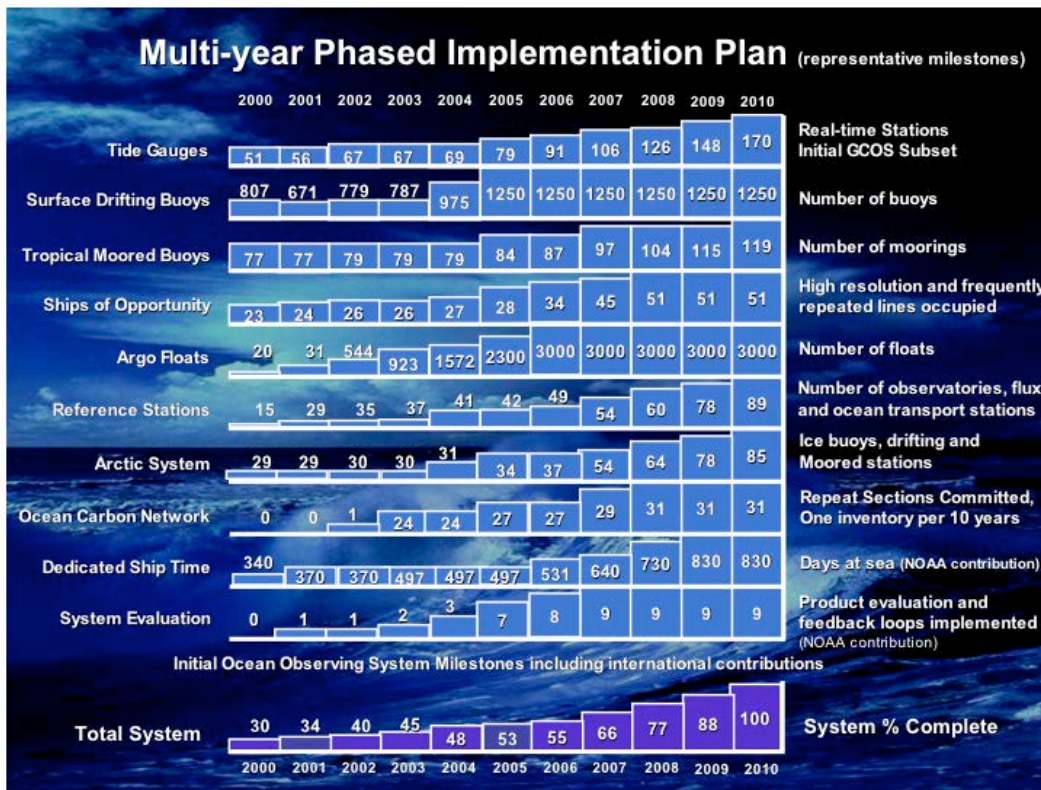 Multi-year Phased Implementation Plan (representative milestones)
2000 2001 2002 2003 2004 2005 2006 2007 2008 2009 2010
Tide Gauges 51 56 67 67 69 79 91 106 126 148 170 Real-time Stations
Initial GCOS Subset
Surface Drifting Buoys 807 671 779 787 975 1250 1250 1250 1250 1250 1250 Number of buoys
Tropical Moored Buoys 77 77 79 79 79 84 87 97 104 115 119 Number of moorings
Ships of Opportunity 23 24 26 26 27 28 34 45 51 51 51 High resolution and frequently
repeated lines occupied
Argo Floats 20 31 544 923 1572 2300 3000 3000 3000 3000 3000 Number of floats
Reference Stations 15 29 35 37 41 42 49 54 60 78 89 Number of observatories, flux
and ocean transport stations
Arctic System 29 29 30 30 31 34 37 54 64 78 85 Ice buoys, drifting and
Moored stations
Ocean Carbon Network 0 0 1 24 24 27 27 29 31 31 31 Repeat Sections Committed,
One inventory per 10 years
Dedicated Ship Time 340 370 370 497 497 497 531 640 730 830 830 Days at sea (NOAA contribution)
System Evaluation 0 1 1 2 3 7 8 9 9 9 9 Product evaluation and
feedback loops implemented
(NOAA contribution)
Initial Ocean Observing System Milestones including international contributions
Total System 30 34 40 45 48 53 55 66 77 88 100 System % Complete
2000 2001 2002 2003 2004 2005 2006 2007 2008 2009 2010